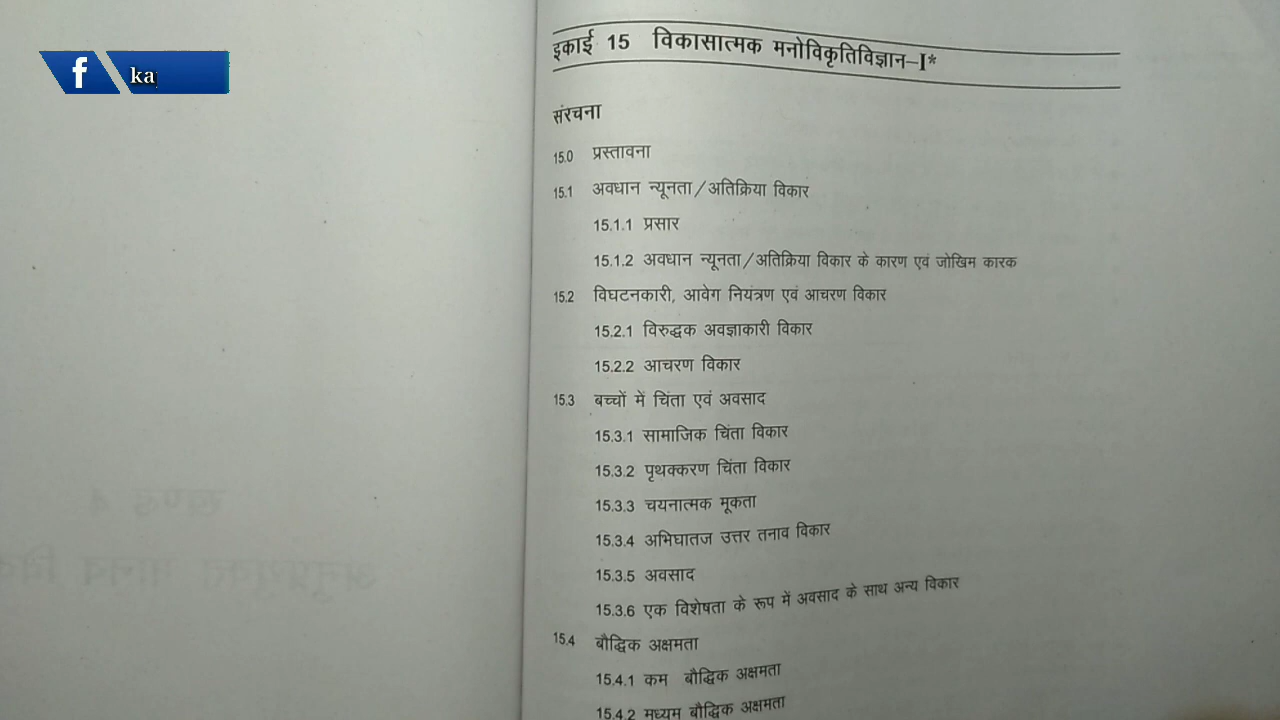 f ka
इकाई 15 विकासात्मक मनोविकृतिविज्ञान–I*
संरचना
15.0 प्रस्तावना
15.1 अवधान न्यूनता/अतिक्रिया विकार
15.1.1 प्रसार
15.1.2 अवधान न्यूनता/अतिक्रिया विकार के कारण एवं जोखिम कारक
15.2 विघटनकारी, आवेग नियंत्रण एवं आचरण विकार
15.2.1 विरुद्धक अवज्ञाकारी विकार
15.2.2 आचरण विकार
15.3 बच्चों में चिंता एवं अवसाद
15.3.1 सामाजिक चिंता विकार
15.3.2 पृथक्करण चिंता विकार
15.3.3 चयनात्मक मूकता
15.3.4 अभिघातज उत्तर तनाव विकार
15.3.5 अवसाद
15.3.6 एक विशेषता के रूप में अवसाद के साथ अन्य विकार
15.4 बौद्धिक अक्षमता
15.4.1 कम बौद्धिक अक्षमता
15.4.2 मध्यम बौद्धिक अक्षमता